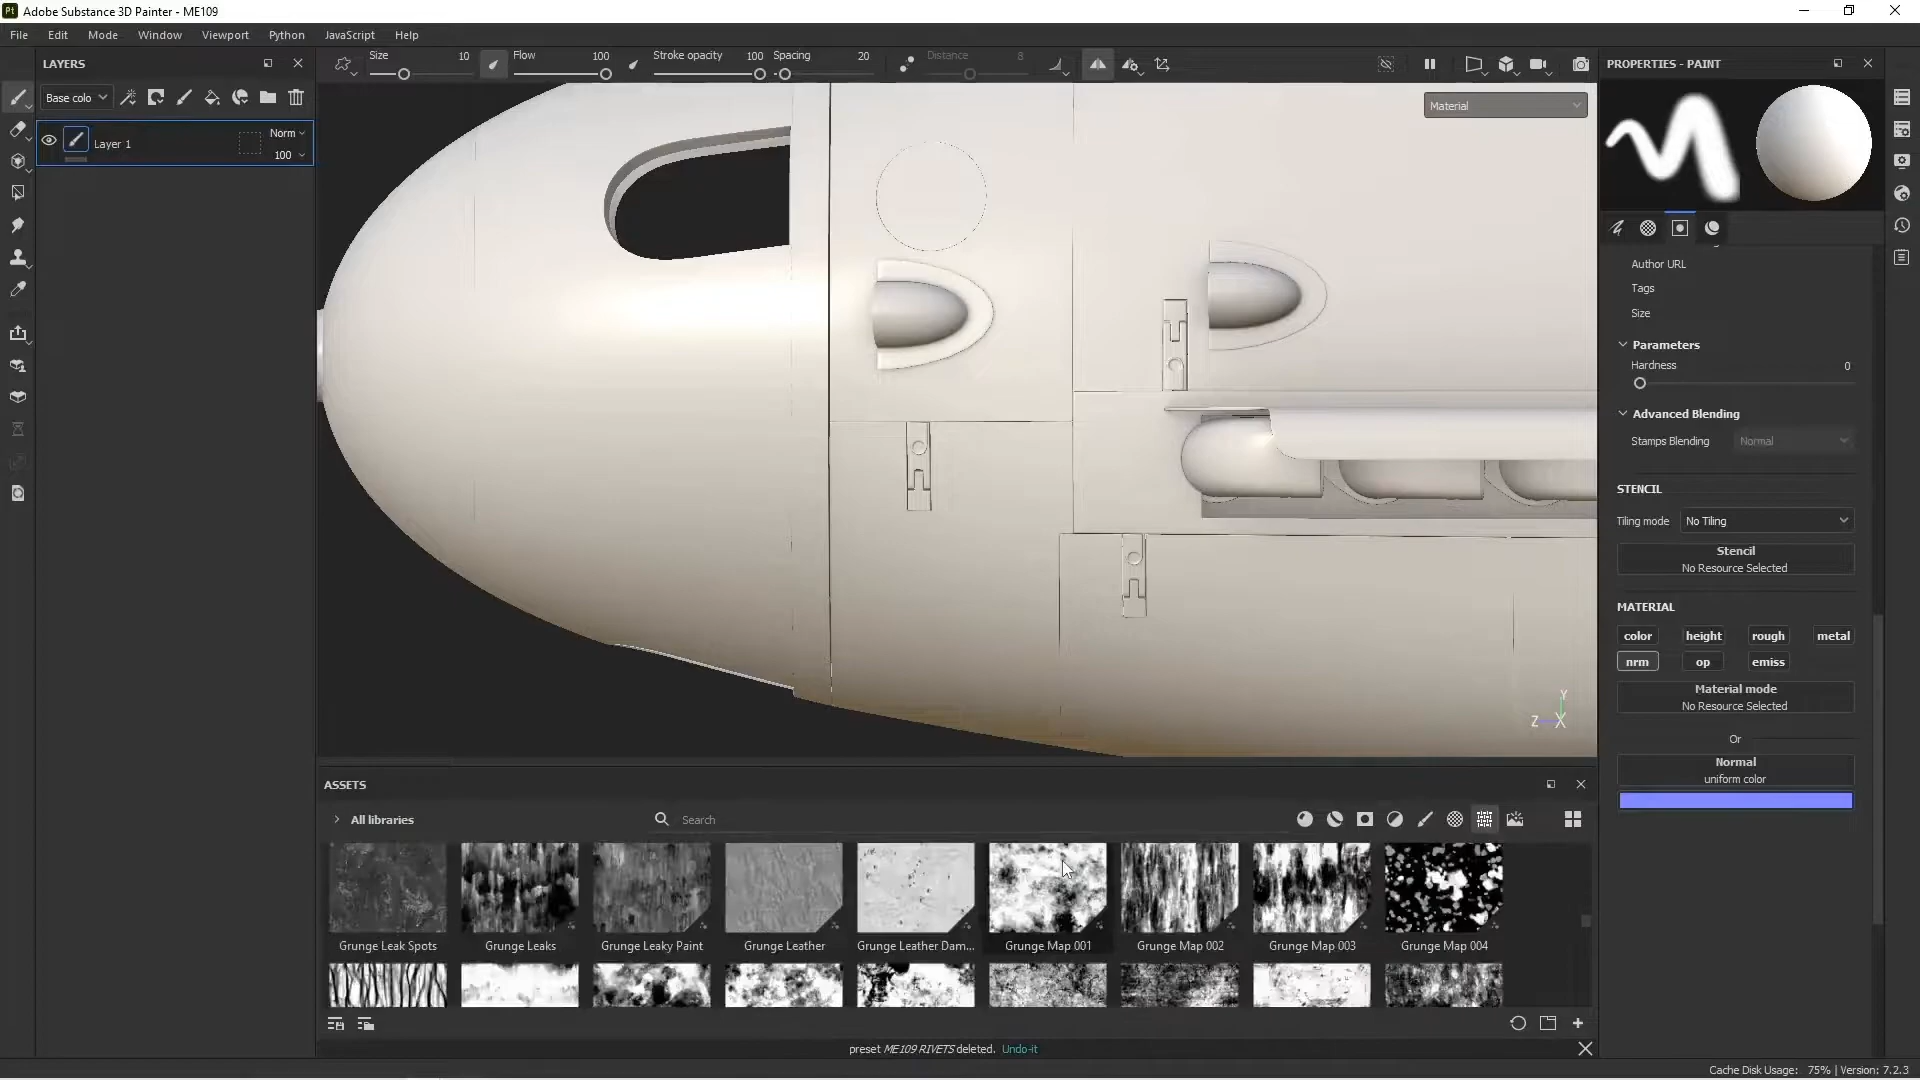 Adobe Substance 3D Painter - ME109
File Edit Mode Window Viewport Python JavaScript Help
LAYERS
Size 10 Flow 100 Stroke opacity 100 Spacing 20 Distance 8
Base colo
Layer 1
Norm
100
Material
Y
Z X
PROPERTIES - PAINT
Author URL
Tags
Size
Parameters
Hardness 0
Advanced Blending
Stamps Blending Normal
STENCIL
Tiling mode No Tiling
Stencil
No Resource Selected
MATERIAL
color height rough metal
nrm op emiss
Material mode
No Resource Selected
Or
Normal
uniform color
ASSETS
All libraries
Search
Grunge Leak Spots
Grunge Leaks
Grunge Leaky Paint
Grunge Leather
Grunge Leather Dam...
Grunge Map 001
Grunge Map 002
Grunge Map 003
Grunge Map 004
preset ME109 RIVETS deleted. Undo-it
Cache Disk Usage: 75% | Version: 7.2.3